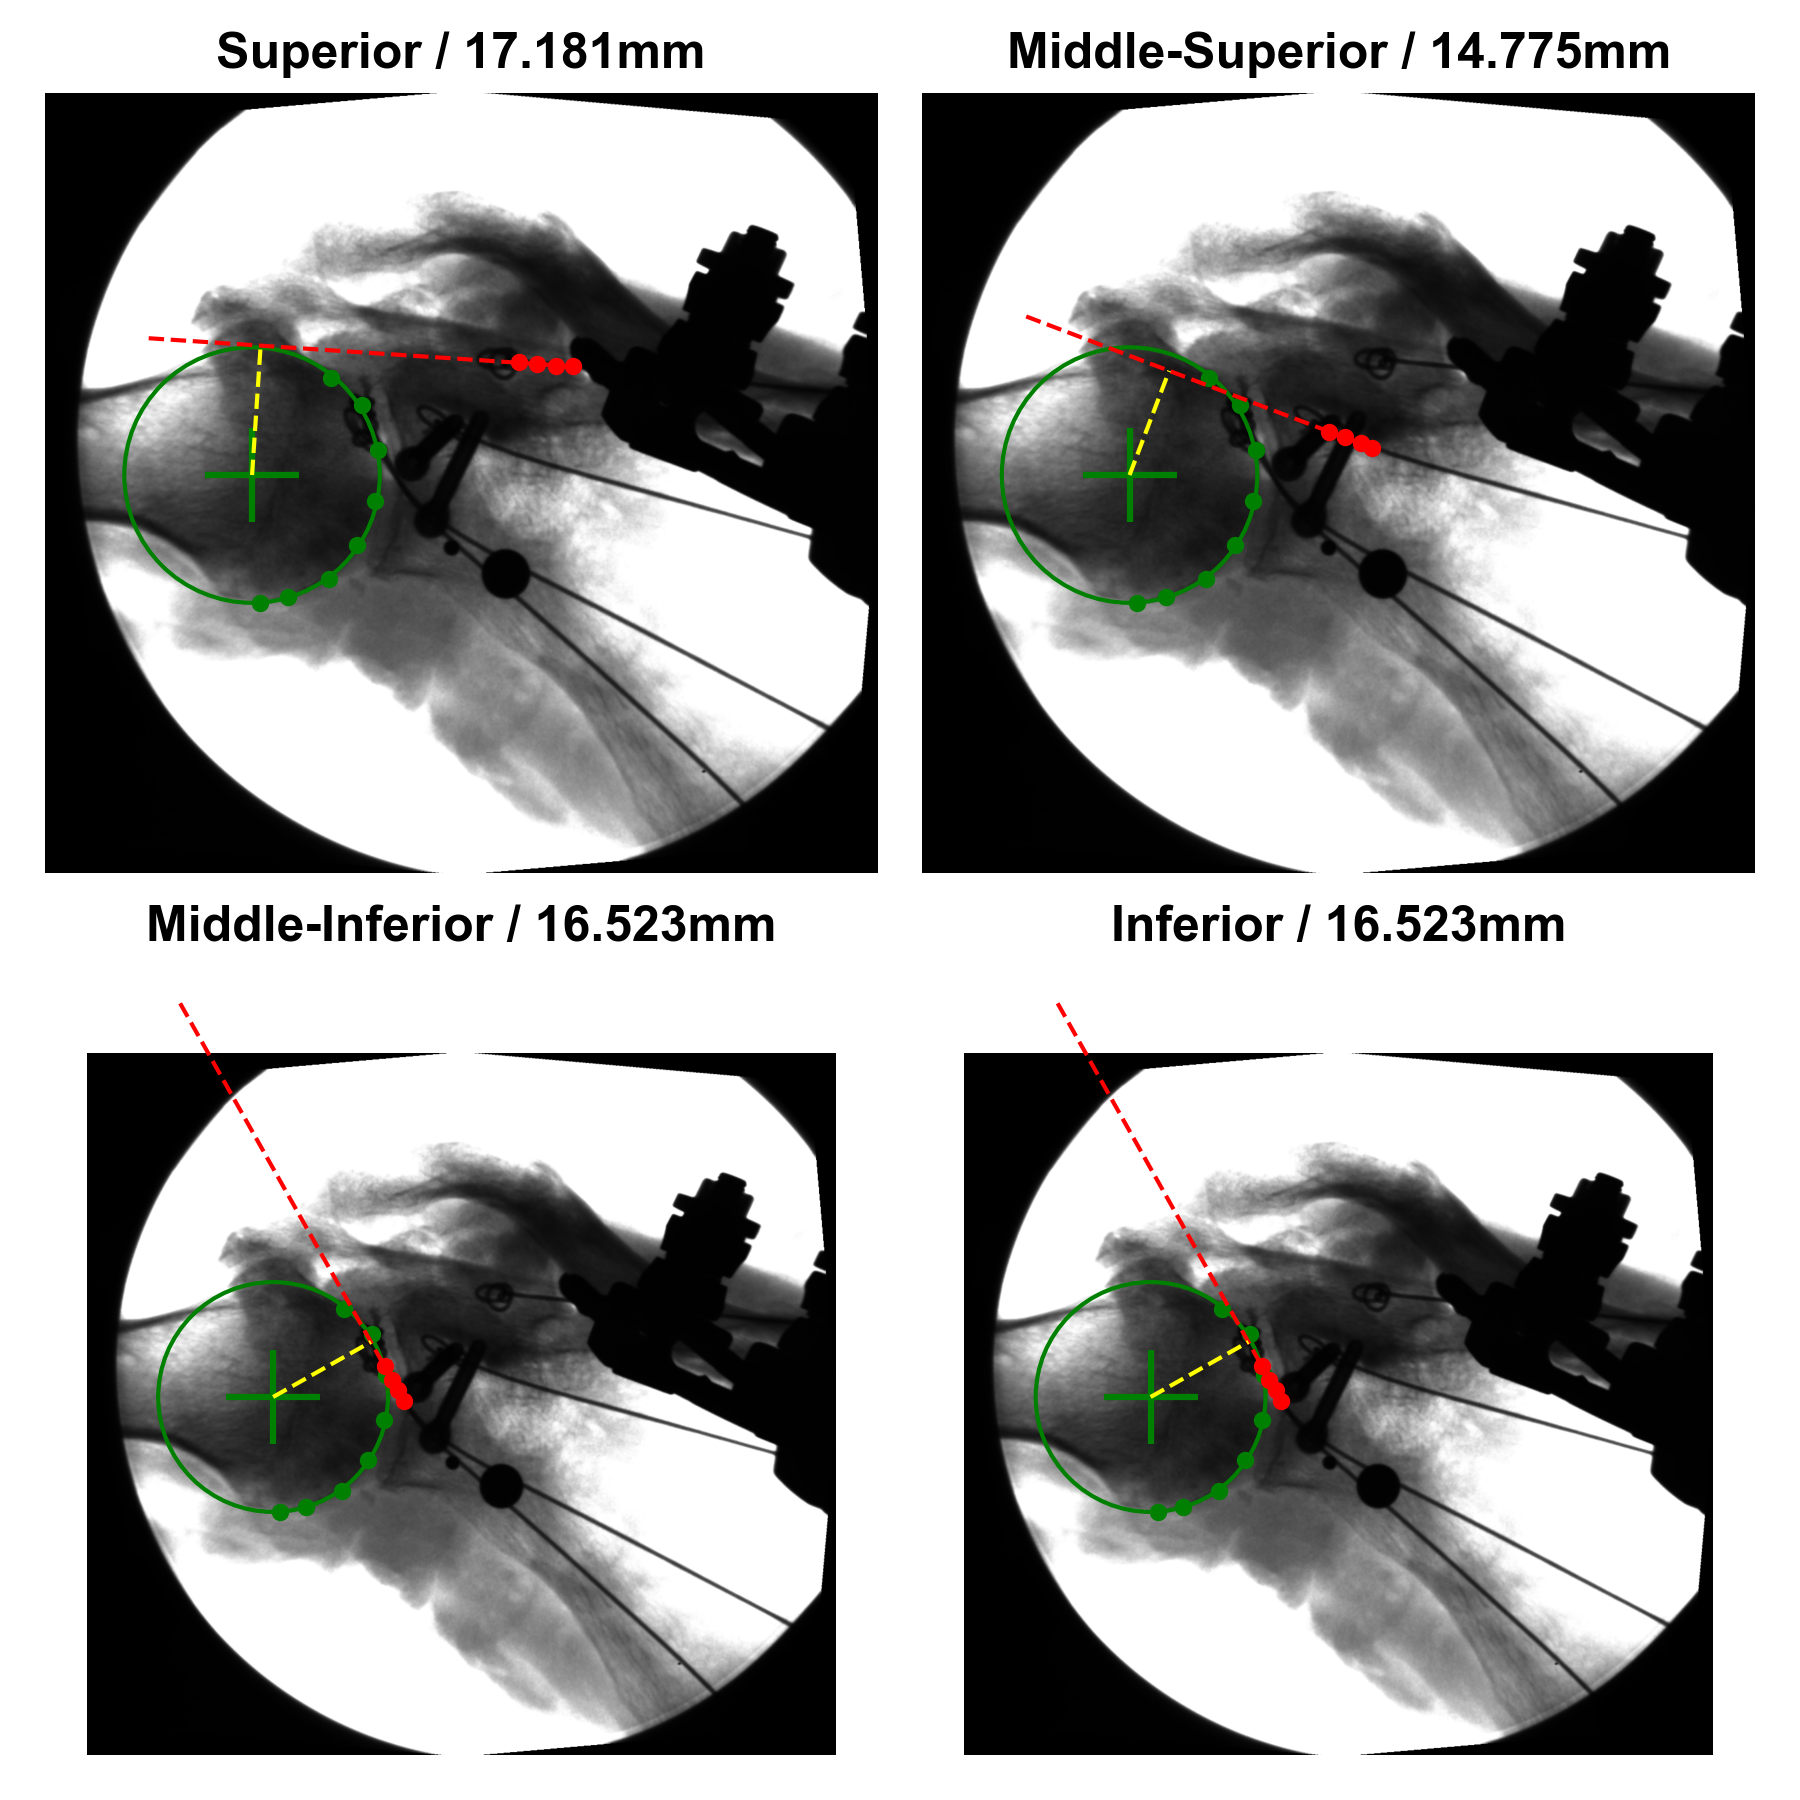 Superior / 17.181mm
Middle-Superior / 14.775mm
Middle-Inferior / 16.523mm
Inferior / 16.523mm